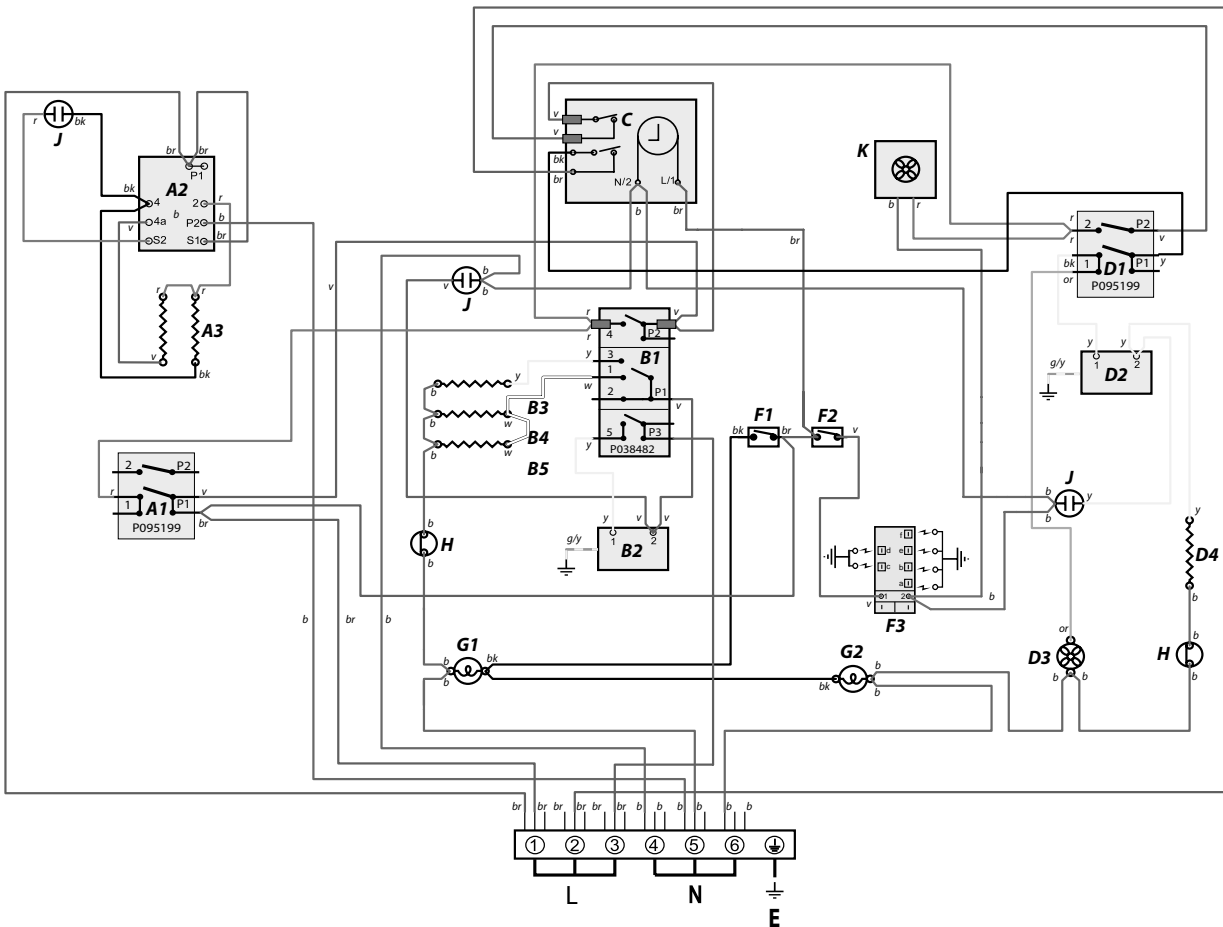 v
C
v
bk
br
N/2
L/1
b
br
br
K
b
r
r
bk
J
br
br
P1
A2
bk
4
2
r
b
4a
v
P2
b
S2
S1
br
r
r
A3
v
bk
v
b
v
J
b
r
r
4
P2
v
B1
3
1
2
P1
v
5
P3
y
P038482
y
w
b
y
B3
b
w
B4
b
w
B5
r
2
P2
r
v
bk
1
P1
y
or
D1
P095199
y
y
1
2
g/y
D2
2
P2
r
v
1
P1
A1
br
P095199
F1
F2
bk
br
v
J
b
y
b
b
H
b
y
v
v
1
2
g/y
B2
f
d
e
c
b
a
1
2
v
b
F3
y
D4
b
b
br
b
b
G1
bk
b
G2
b
bk
b
or
D3
b
b
b
H
b
br
br
br
br
br
br
b
b
b
b
b
b
1
2
3
4
5
6
L
N
E